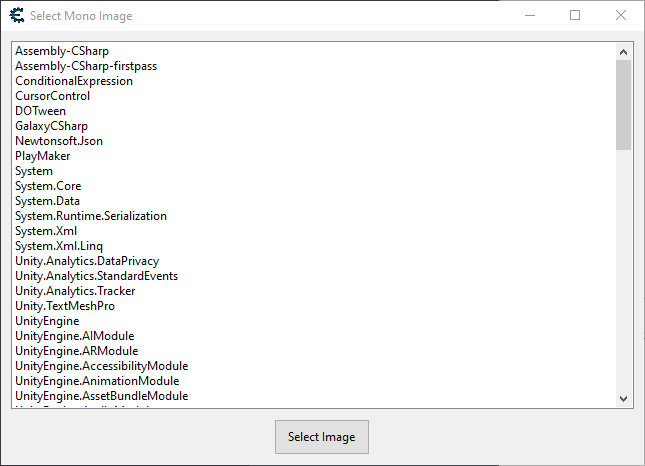 Select Mono Image
Assembly-CSharp
Assembly-CSharp-firstpass
ConditionalExpression
CursorControl
DOTween
GalaxyCSharp
Newtonsoft.Json
PlayMaker
System
System.Core
System.Data
System.Runtime.Serialization
System.Xml
System.Xml.Linq
Unity.Analytics.DataPrivacy
Unity.Analytics.StandardEvents
Unity.Analytics.Tracker
Unity.TextMeshPro
UnityEngine
UnityEngine.AIModule
UnityEngine.ARModule
UnityEngine.AccessibilityModule
UnityEngine.AnimationModule
UnityEngine.AssetBundleModule
Select Image